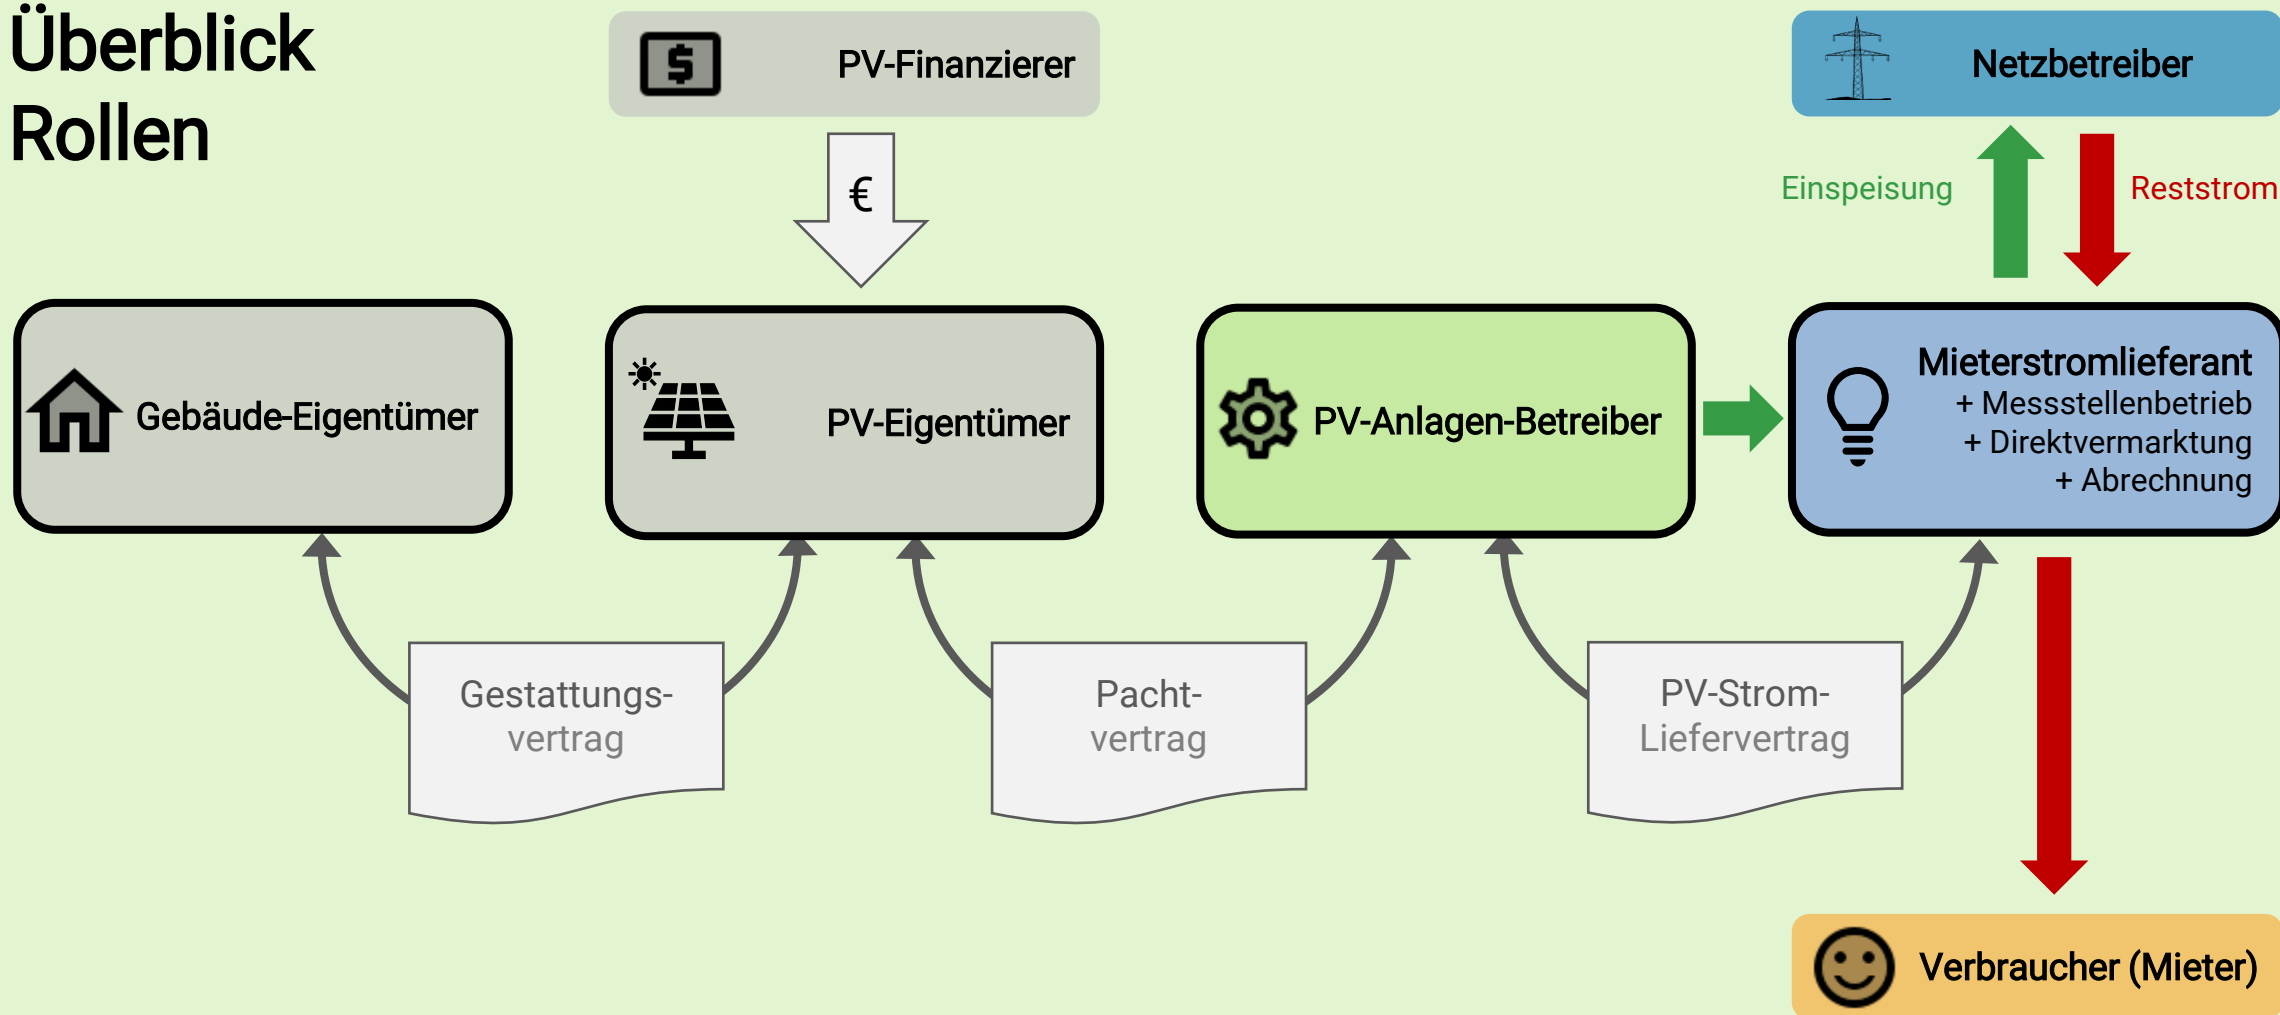 Überblick
Rollen
PV-Finanzierer
Netzbetreiber
€
Einspeisung
Reststrom
Gebäude-Eigentümer
PV-Eigentümer
PV-Anlagen-Betreiber
Mieterstromlieferant
+ Messstellenbetrieb
+ Direktvermarktung
+ Abrechnung
Gestattungs-
vertrag
Pacht-
vertrag
PV-Strom-
Liefervertrag
Verbraucher (Mieter)